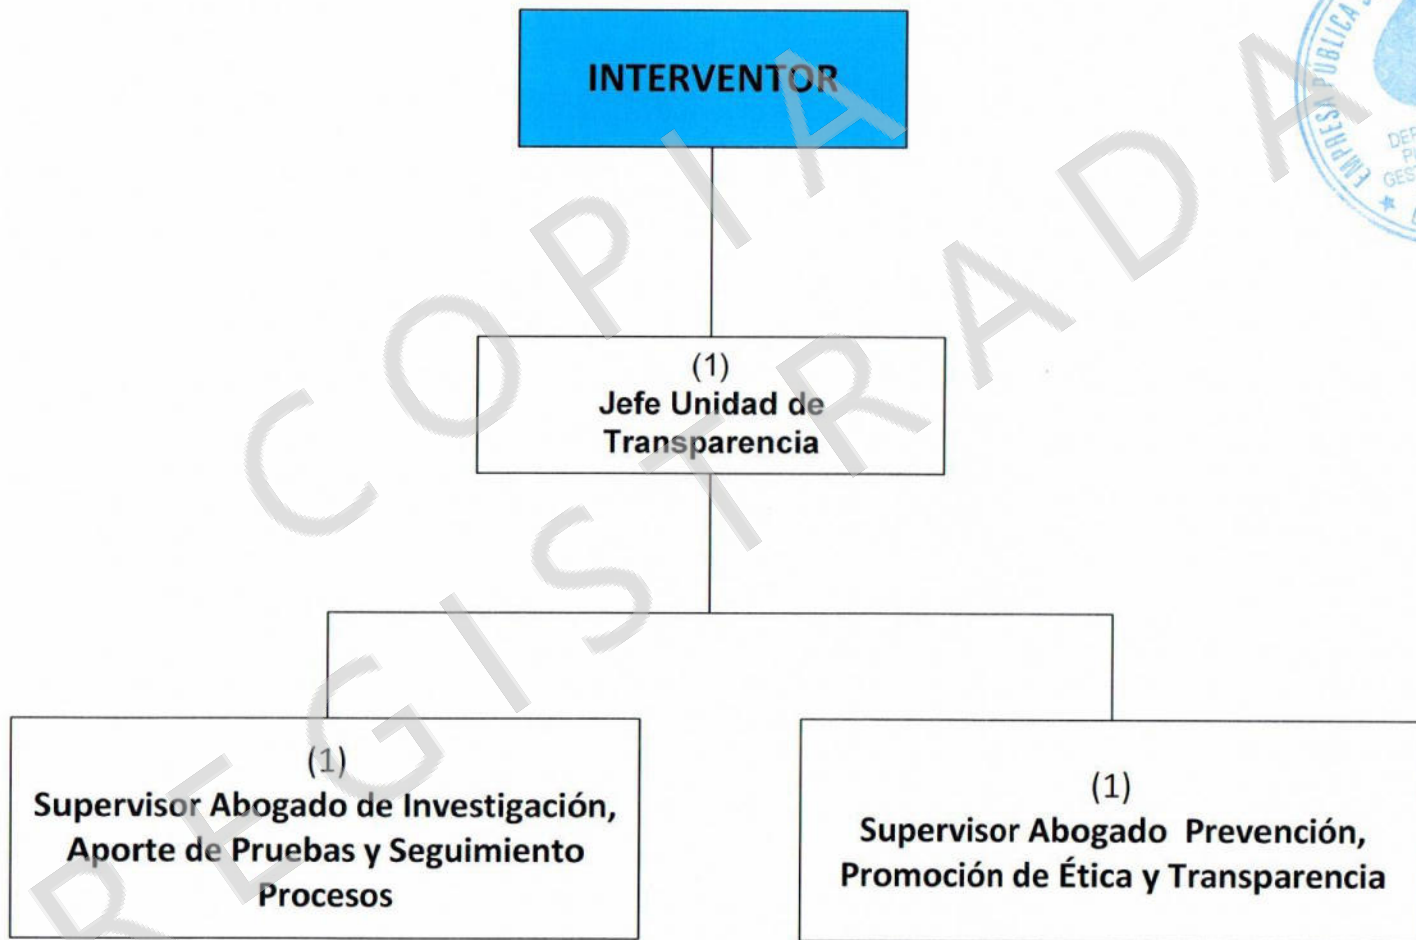 INTERVENTOR
(1)
Jefe Unidad de
Transparencia
(1)
Supervisor Abogado de Investigación,
Aporte de Pruebas y Seguimiento
Procesos
(1)
Supervisor Abogado  Prevención,
Promoción de Ética y Transparencia
COPIA
REGISTRADA
EMPRESA PÚBLICA